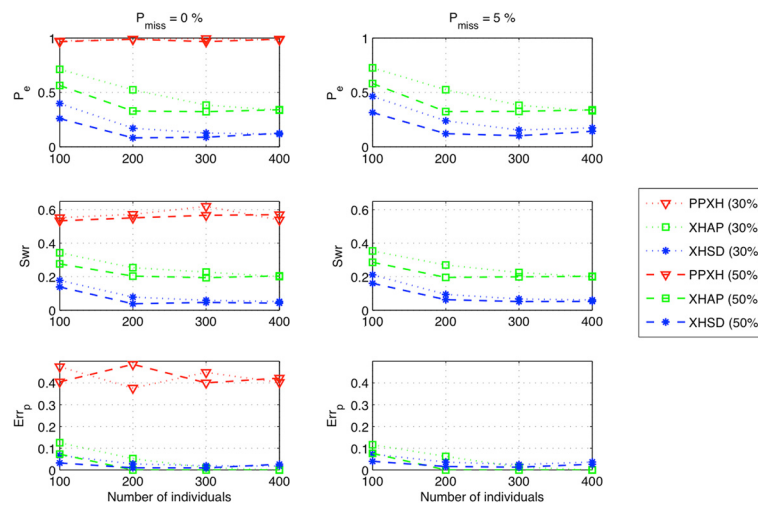 P_miss = 0 %
P_miss = 5 %
1
0.5
0
P_e
100 200 300 400
1
0.5
0
P_e
100 200 300 400
0.6
0.4
0.2
0
Swr
100 200 300 400
0.6
0.4
0.2
0
Swr
100 200 300 400
PPXH (30%
XHAP (30%
XHSD (30%
PPXH (50%
XHAP (50%
XHSD (50%
0.4
0.3
0.2
0.1
0
Err_p
100 200 300 400
Number of individuals
0.4
0.3
0.2
0.1
0
Err_p
100 200 300 400
Number of individuals